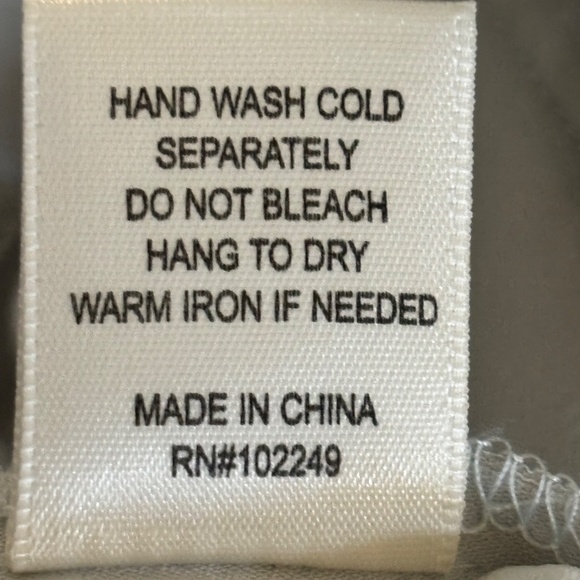 HAND WASH COLD
SEPARATELY
DO NOT BLEACH
HANG TO DRY
WARM IRON IF NEEDED
MADE IN CHINA
RN#102249